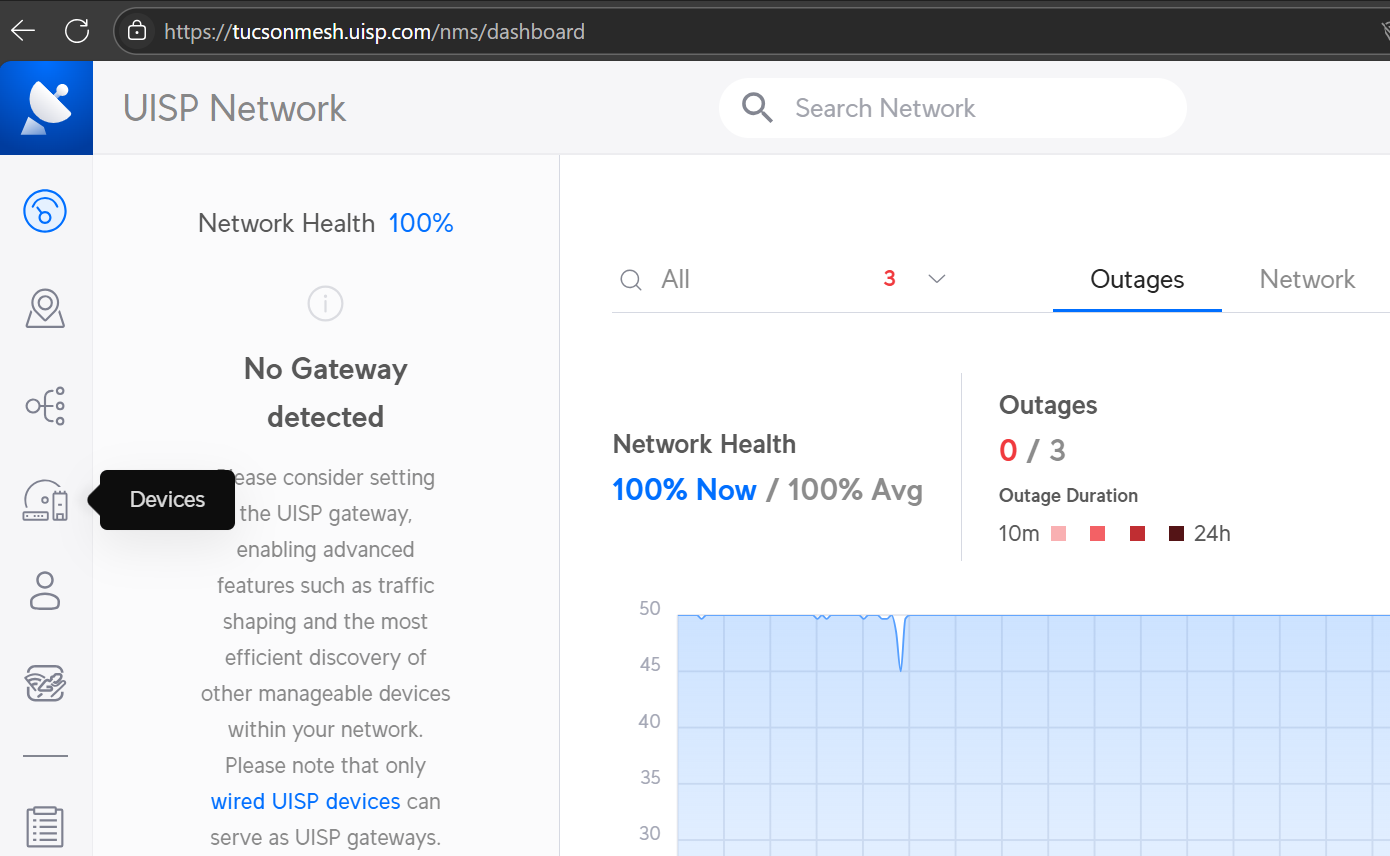 https://tucsonmesh.uisp.com/nms/dashboard
UISP Network
Search Network
Network Health 100%
No Gateway
detected
ease consider setting
the UISP gateway,
enabling advanced
features such as traffic
shaping and the most
efficient discovery of
other manageable devices
within your network.
Please note that only
wired UISP devices can
serve as UISP gateways.
Devices
All 3
Outages Network
Network Health
100% Now / 100% Avg
Outages
0 / 3
Outage Duration
10m 24h
50
45
40
35
30